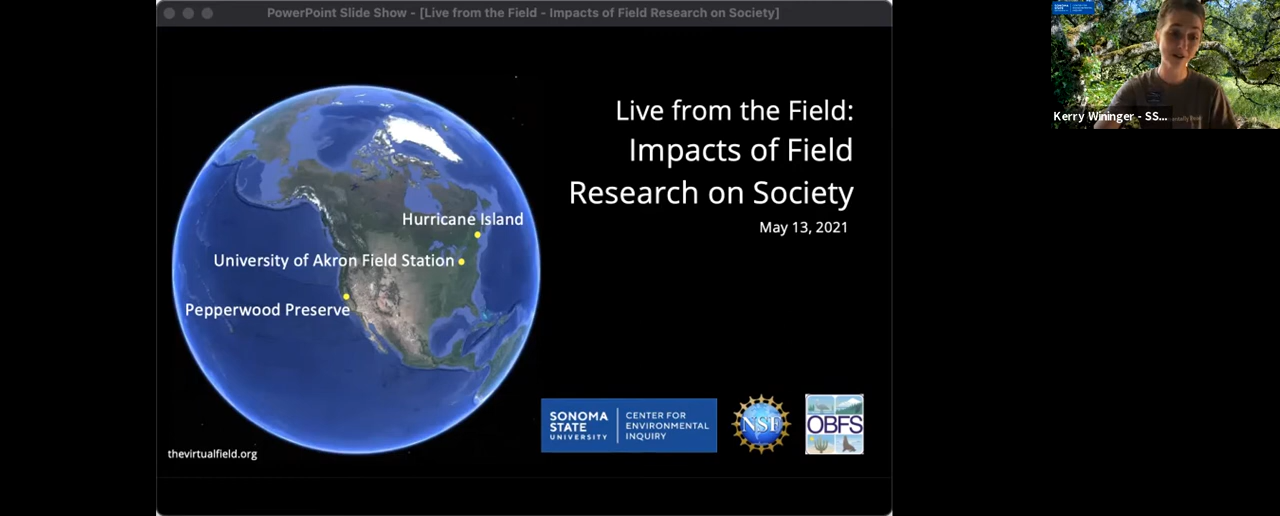 PowerPoint Slide Show - [Live from the Field - Impacts of Field Research on Society]
Live from the Field:
Impacts of Field
Research on Society
May 13, 2021
Hurricane Island
University of Akron Field Station
Pepperwood Preserve
SONOMA
STATE
UNIVERSITY
CENTER FOR
ENVIRONMENTAL
INQUIRY
NSF
OBFS
thevirtualfield.org
SONOMA
STATE
Kerry Wininger - SS...